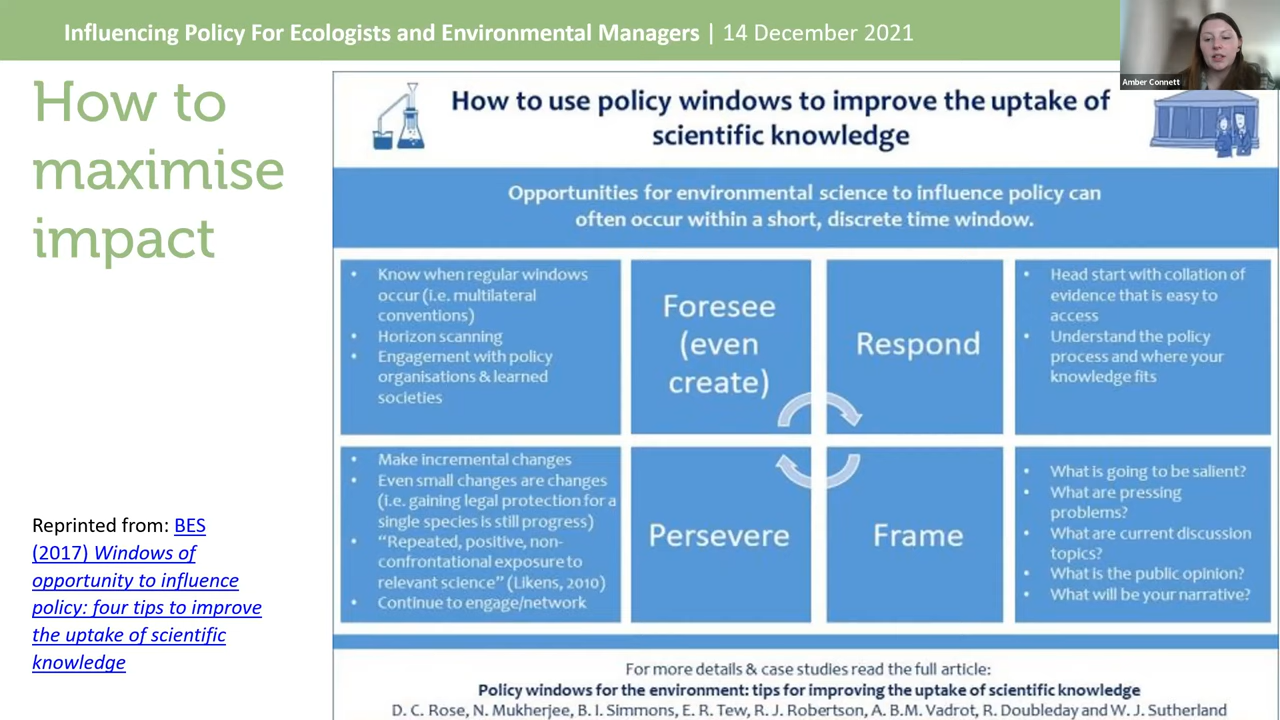 Influencing Policy For Ecologists and Environmental Managers | 14 December 2021
Amber Connett
How to
maximise
impact
Reprinted from: BES
(2017) Windows of
opportunity to influence
policy: four tips to improve
the uptake of scientific
knowledge
How to use policy windows to improve the uptake of
scientific knowledge
Opportunities for environmental science to influence policy can
often occur within a short, discrete time window.
• Know when regular windows
occur (i.e. multilateral
conventions)
• Horizon scanning
• Engagement with policy
organisations & learned
societies
Foresee
(even
create)
Respond
• Head start with collation of
evidence that is easy to
access
• Understand the policy
process and where your
knowledge fits
• Make incremental changes
• Even small changes are changes
(i.e. gaining legal protection for a
single species is still progress)
• “Repeated, positive, non-
confrontational exposure to
relevant science” (Likens, 2010)
• Continue to engage/network
Persevere
Frame
• What is going to be salient?
• What are pressing
problems?
• What are current discussion
topics?
• What is the public opinion?
• What will be your narrative?
For more details & case studies read the full article:
Policy windows for the environment: tips for improving the uptake of scientific knowledge
D. C. Rose, N. Mukherjee, B. I. Simmons, E. R. Tew, R. J. Robertson, A. B.M. Vadrot, R. Doubleday and W. J. Sutherland